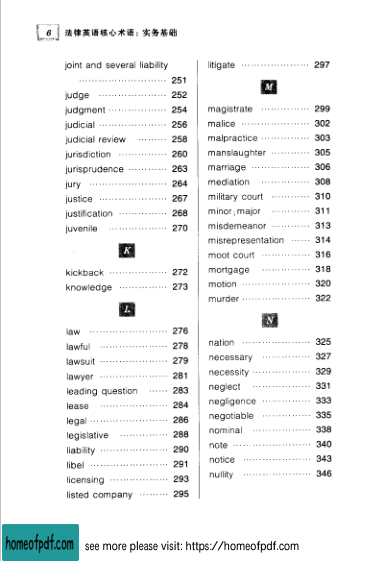 6 法律英语核心术语：实务基础
joint and several liability
························ 251
judge ···················· 252
judgment ················ 254
judicial ·················· 256
judicial review ········· 258
jurisdiction ·············· 260
jurisprudence ··········· 263
jury ······················ 264
justice ··················· 267
justification ············· 268
juvenile ················· 270
K
kickback ················ 272
knowledge ·············· 273
L
law ······················ 276
lawful ···················· 278
lawsuit ·················· 279
lawyer ··················· 281
leading question ······ 283
lease ···················· 284
legal ····················· 286
legislative ·············· 288
liability ·················· 290
libel ······················ 291
licensing ················ 293
listed company ········ 295
litigate ···················· 297
M
magistrate ·············· 299
malice ··················· 302
malpractice ·············· 303
manslaughter ··········· 305
marriage ················· 306
mediation ··············· 308
military court ············ 310
minor;major ············ 311
misdemeanor ··········· 313
misrepresentation ······ 314
moot court ·············· 316
mortgage ··············· 318
motion ··················· 320
murder ··················· 322
N
nation ···················· 325
necessary ·············· 327
necessity ················ 329
neglect ················· 331
negligence ·············· 333
negotiable ·············· 335
nominal ················· 338
note ······················ 340
notice ··················· 343
nullity ···················· 346
homeofpdf.com see more please visit: https://homeofpdf.com